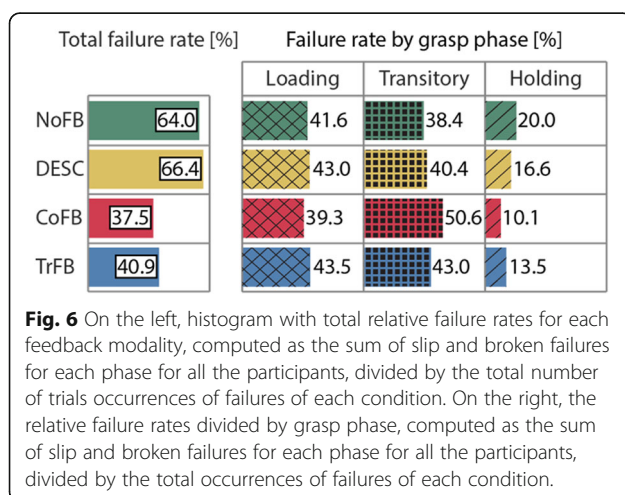 Total failure rate [%] Failure rate by grasp phase [%]
Loading Transitory Holding
NoFB 64.0 41.6 38.4 20.0
DESC 66.4 43.0 40.4 16.6
CoFB 37.5 39.3 50.6 10.1
TrFB 40.9 43.5 43.0 13.5
Fig. 6 On the left, histogram with total relative failure rates for each
feedback modality, computed as the sum of slip and broken failures
for each phase for all the participants, divided by the total number
of trials occurrences of failures of each condition. On the right, the
relative failure rates divided by grasp phase, computed as the sum
of slip and broken failures for each phase for all the participants,
divided by the total occurrences of failures of each condition.